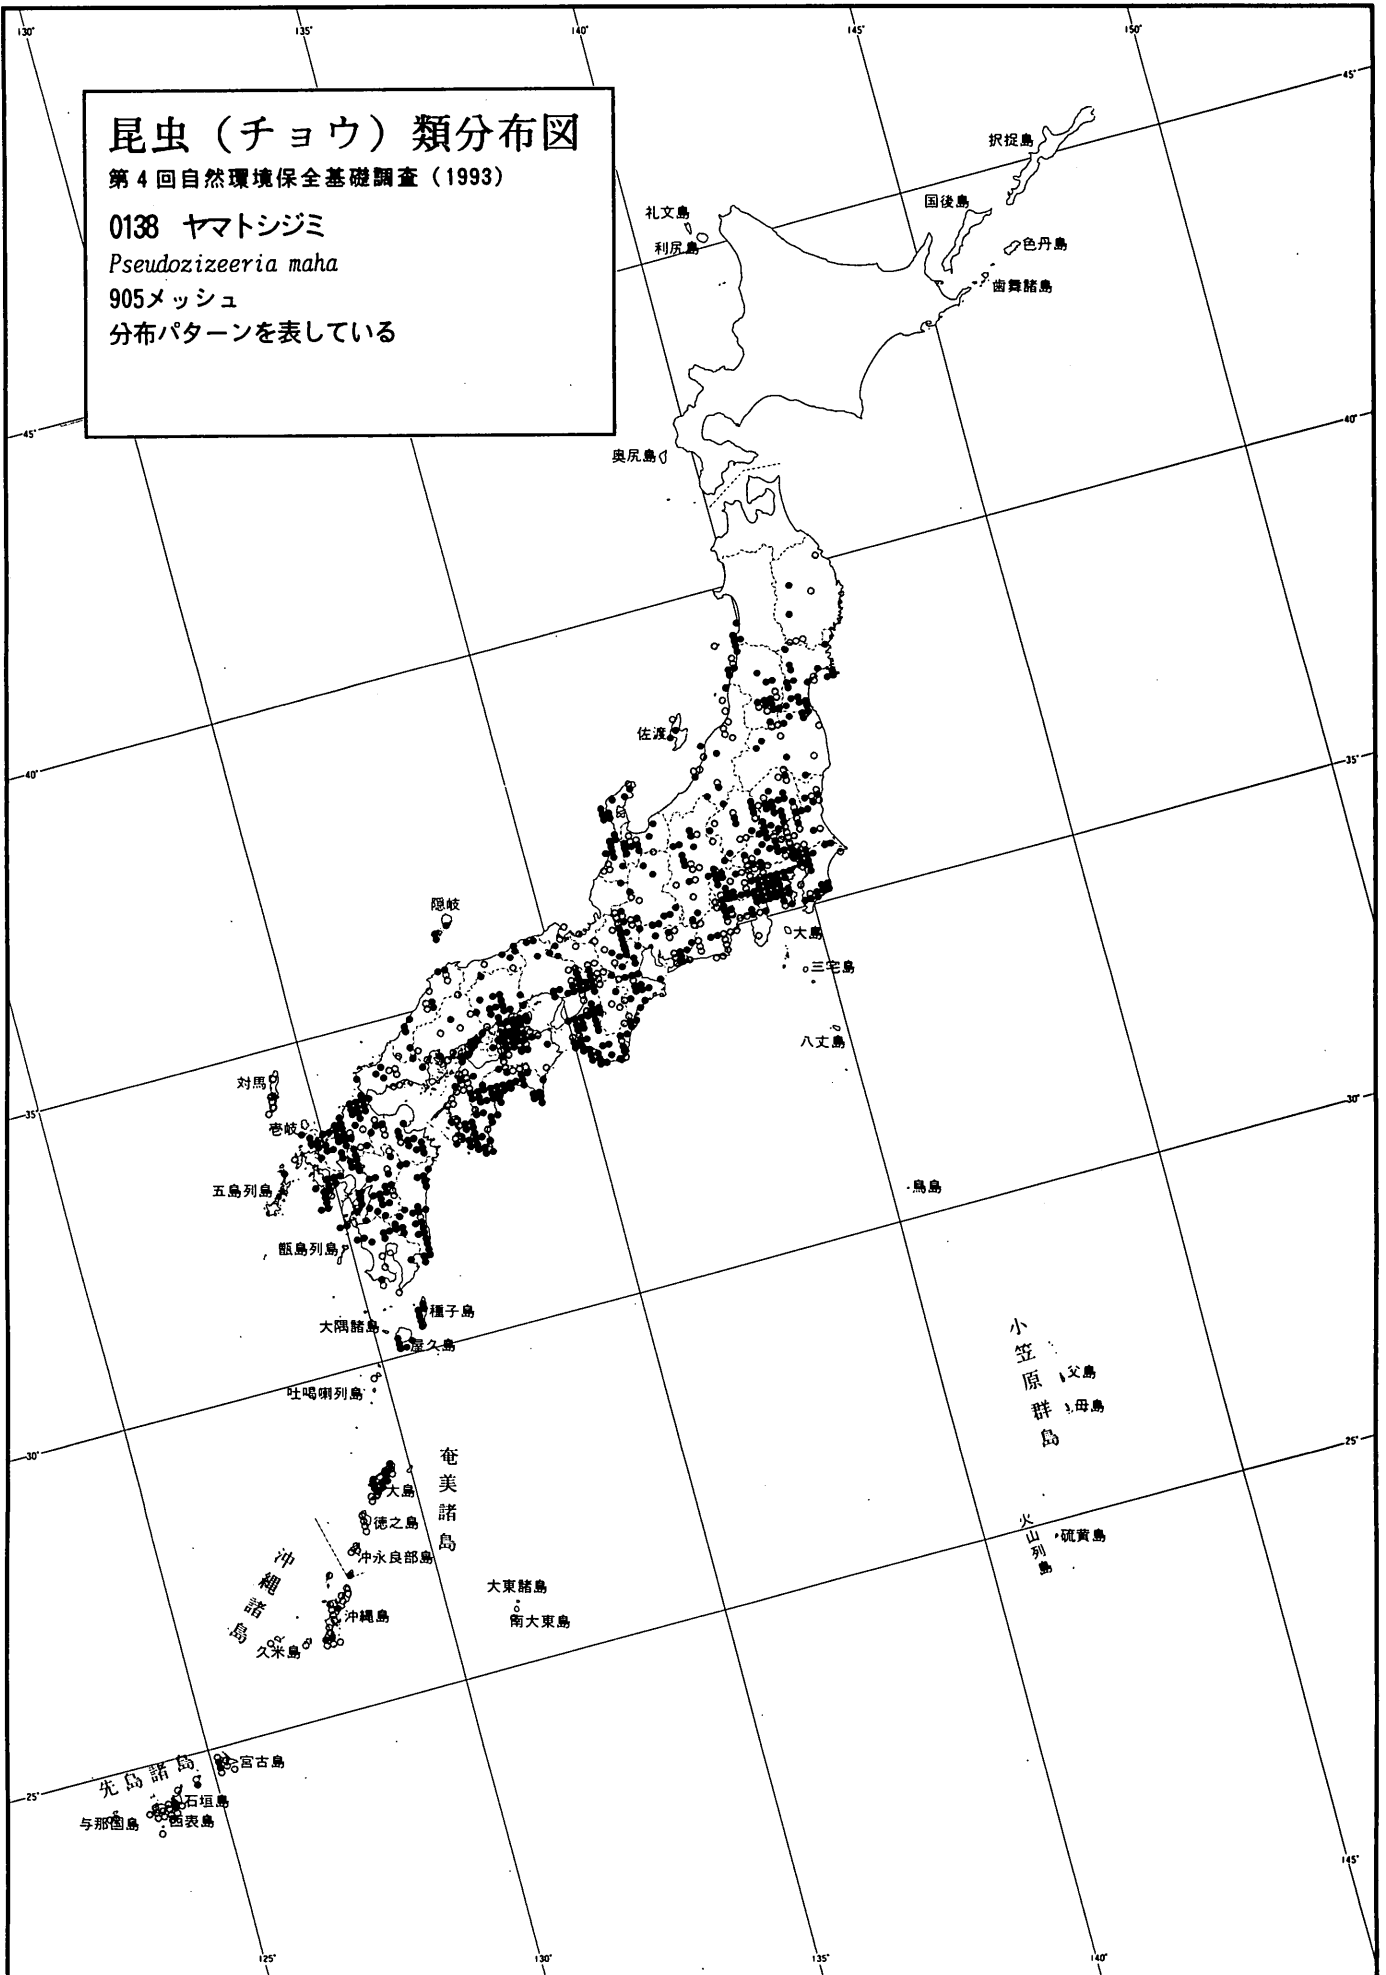 130°
135°
140°
145°
150°
昆虫（チョウ）類分布図
第4回自然環境保全基礎調査（1993）
0138 ヤマトシジミ
Pseudozizeeria maha
905メッシュ
分布パターンを表している
45°
択捉島
国後島
礼文島
利尻島
色丹島
歯舞諸島
45°
40°
奥尻島
佐渡
40°
35°
隠岐
大島
三宅島
八丈島
対馬
35°
30°
壱岐
五島列島
鳥島
甑島列島
種子島
大隅諸島
屋久島
吐噶喇列島
小笠原群島
父島
母島
30°
25°
奄美諸島
大島
徳之島
火山列島
硫黄島
沖永良部島
沖縄諸島
大東諸島
南大東島
沖縄島
久米島
宮古島
先島諸島
石垣島
与那国島
西表島
25°
145°
125°
130°
135°
140°